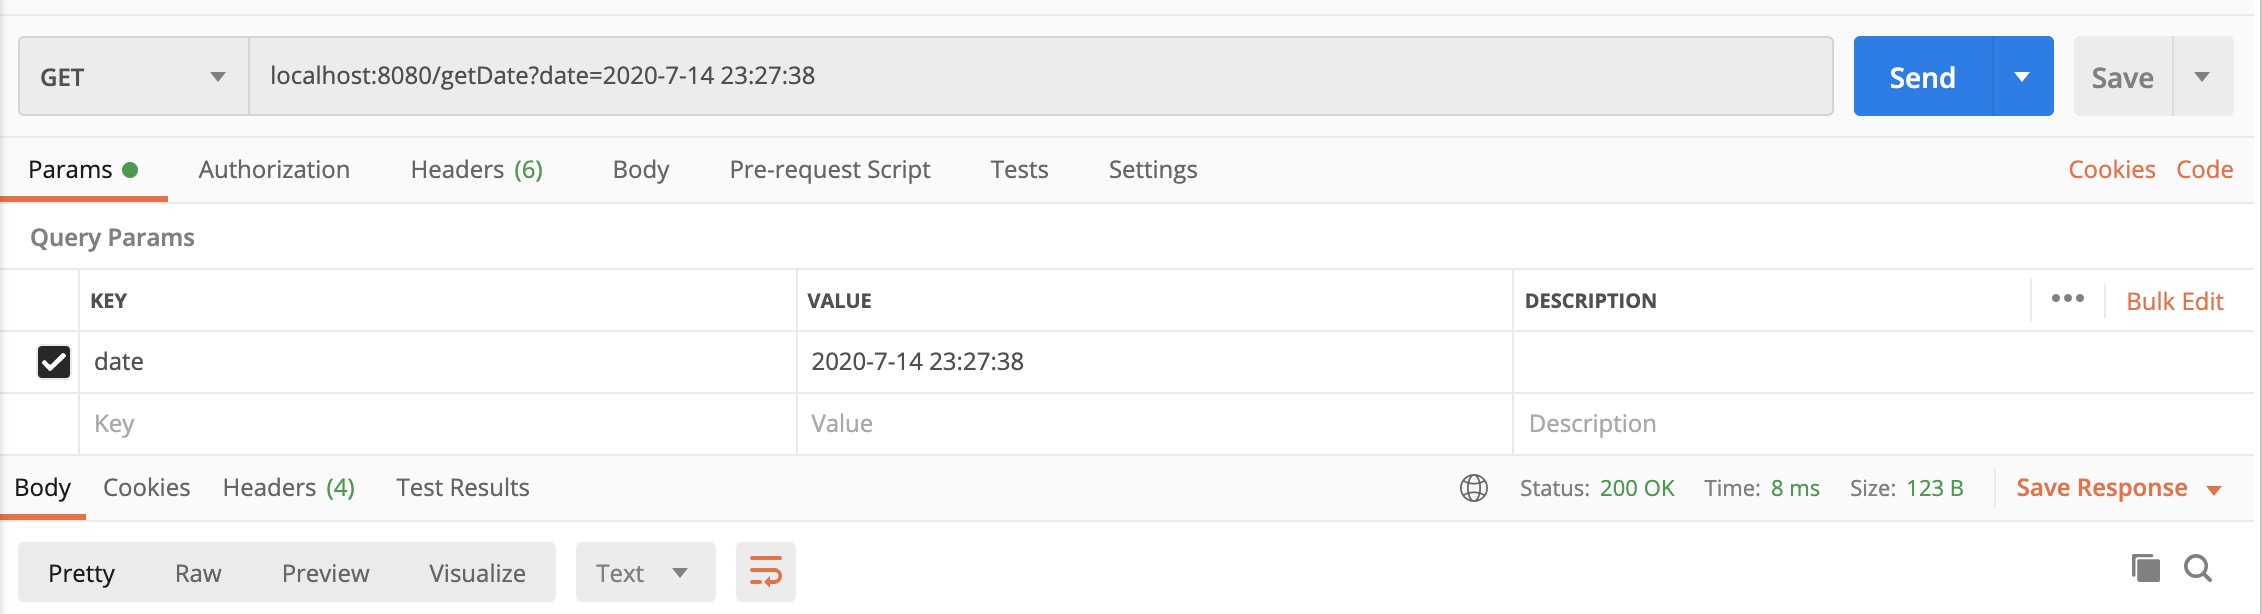 GET localhost:8080/getDate?date=2020-7-14 23:27:38 Send Save
Params Authorization Headers (6) Body Pre-request Script Tests Settings Cookies Code
Query Params
KEY VALUE DESCRIPTION ••• Bulk Edit
date 2020-7-14 23:27:38
Key Value Description
Body Cookies Headers (4) Test Results Status: 200 OK Time: 8 ms Size: 123 B Save Response
Pretty Raw Preview Visualize Text